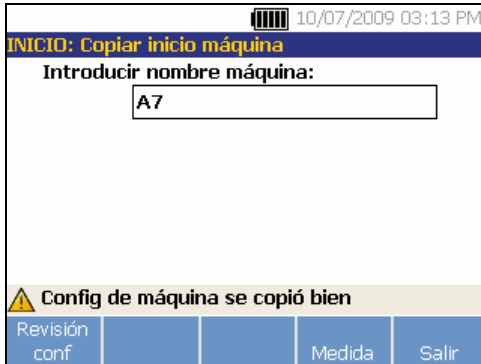 10/07/2009 03:13 PM
INICIO: Copiar inicio máquina
Introducir nombre máquina:
A7
Config de máquina se copió bien
Revisión
conf
Medida
Salir